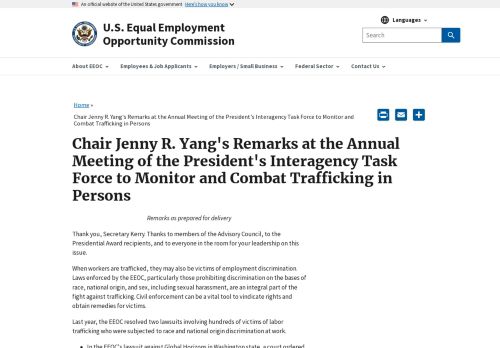 An official website of the United States government Here's how you know
Languages
U.S. Equal Employment
Opportunity Commission
Search
About EEOC
Employees & Job Applicants
Employers / Small Business
Federal Sector
Contact Us
Home »
Chair Jenny R. Yang's Remarks at the Annual Meeting of the President's Interagency Task Force to Monitor and
Combat Trafficking in Persons
Chair Jenny R. Yang's Remarks at the Annual
Meeting of the President's Interagency Task
Force to Monitor and Combat Trafficking in
Persons
Remarks as prepared for delivery
Thank you, Secretary Kerry. Thanks to members of the Advisory Council, to the
Presidential Award recipients, and to everyone in the room for your leadership on this
issue.
When workers are trafficked, they may also be victims of employment discrimination.
Laws enforced by the EEOC, particularly those prohibiting discrimination on the bases of
race, national origin, and sex, including sexual harassment, are an integral part of the
fight against trafficking. Civil enforcement can be a vital tool to vindicate rights and
obtain remedies for victims.
Last year, the EEOC resolved two lawsuits involving hundreds of victims of labor
trafficking who were subjected to race and national origin discrimination at work.
In the EEOC's lawsuit against Global Horizons in Washington state, a court ordered